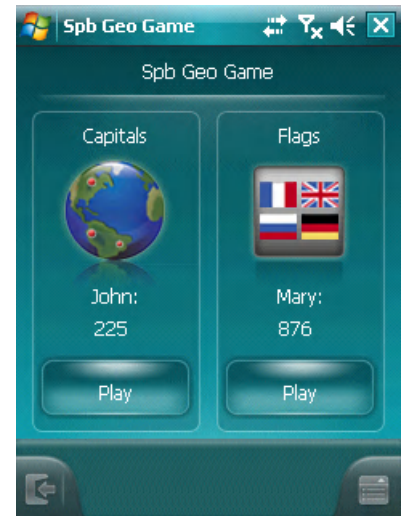 Spb Geo Game
Spb Geo Game
Capitals
Flags
John:
225
Mary:
876
Play
Play